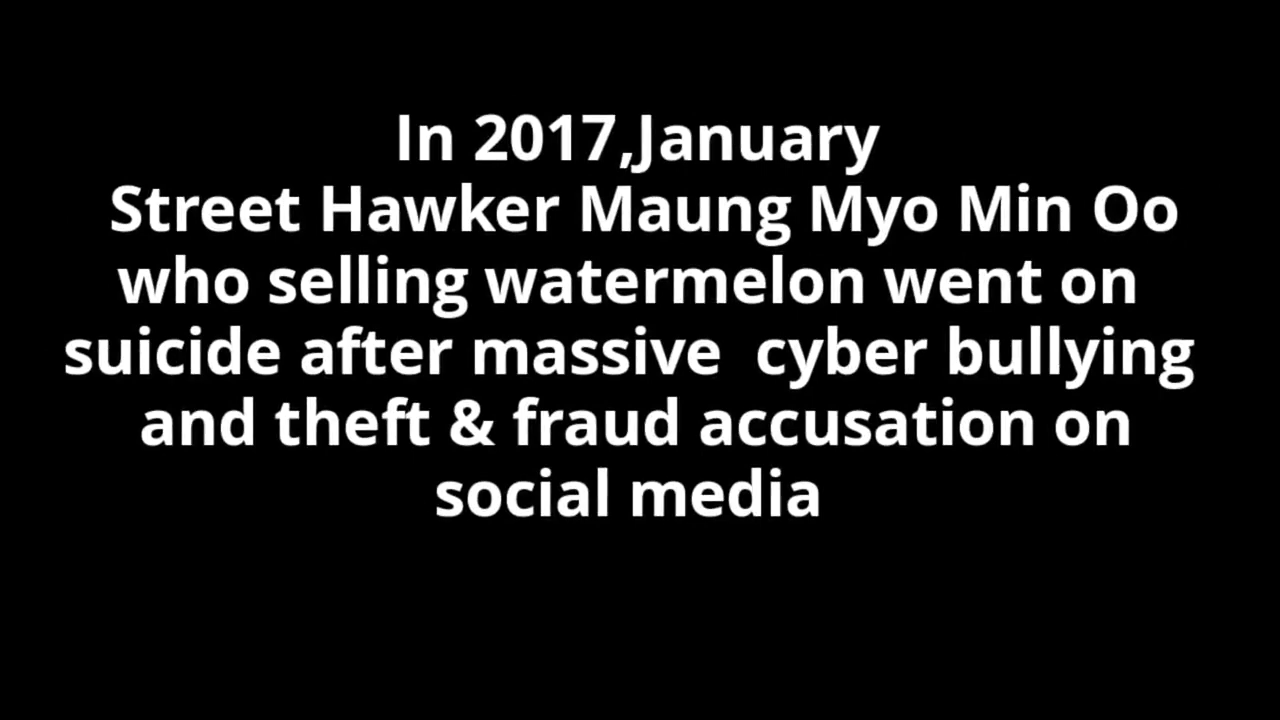 In 2017,January
Street Hawker Maung Myo Min Oo
who selling watermelon went on
suicide after massive  cyber bullying
and theft & fraud accusation on
social media